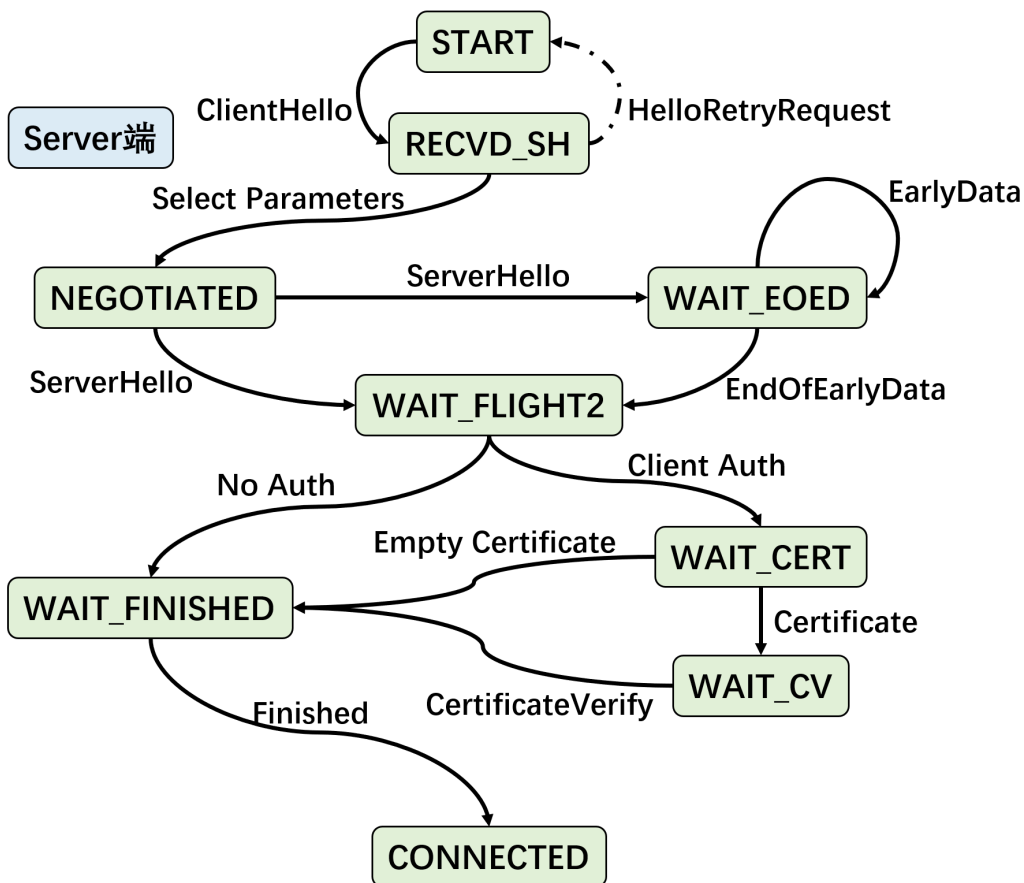 START
ClientHello
HelloRetryRequest
Server端
RECVD_SH
Select Parameters
EarlyData
NEGOTIATED
ServerHello
WAIT_EOED
ServerHello
WAIT_FLIGHT2
EndOfEarlyData
No Auth
Client Auth
Empty Certificate
WAIT_CERT
WAIT_FINISHED
Certificate
WAIT_CV
CertificateVerify
Finished
CONNECTED